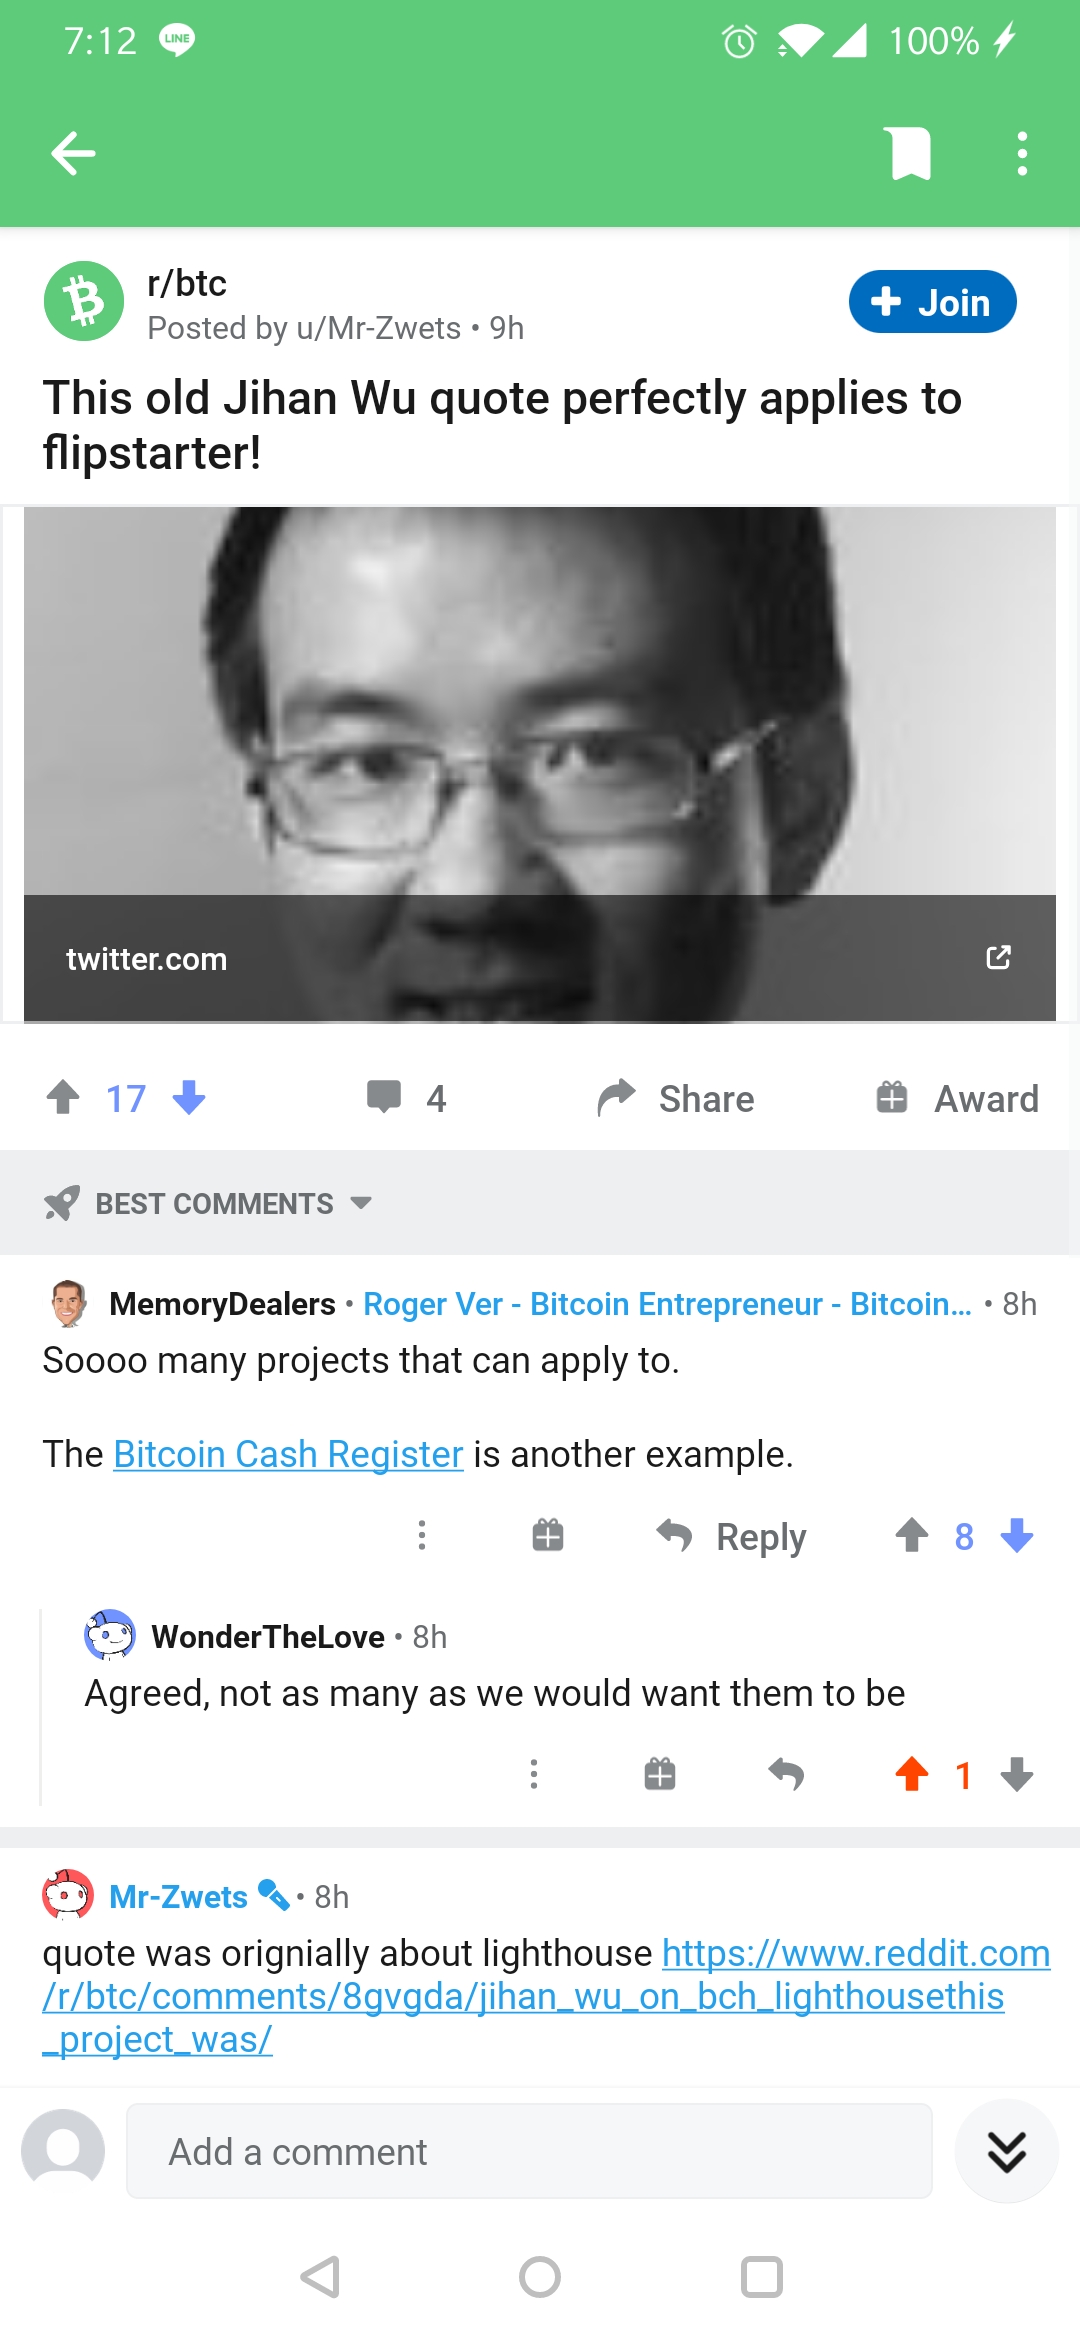 7:12 LINE 100%
r/btc
Posted by u/Mr-Zwets • 9h
+ Join
This old Jihan Wu quote perfectly applies to
flipstarter!
twitter.com
17 4 Share Award
BEST COMMENTS
MemoryDealers • Roger Ver - Bitcoin Entrepreneur - Bitcoin... • 8h
Soooo many projects that can apply to.
The Bitcoin Cash Register is another example.
Reply 8
WonderTheLove • 8h
Agreed, not as many as we would want them to be
1
Mr-Zwets • 8h
quote was orignially about lighthouse https://www.reddit.com
/r/btc/comments/8gvgda/jihan_wu_on_bch_lighthousethis
_project_was/
Add a comment